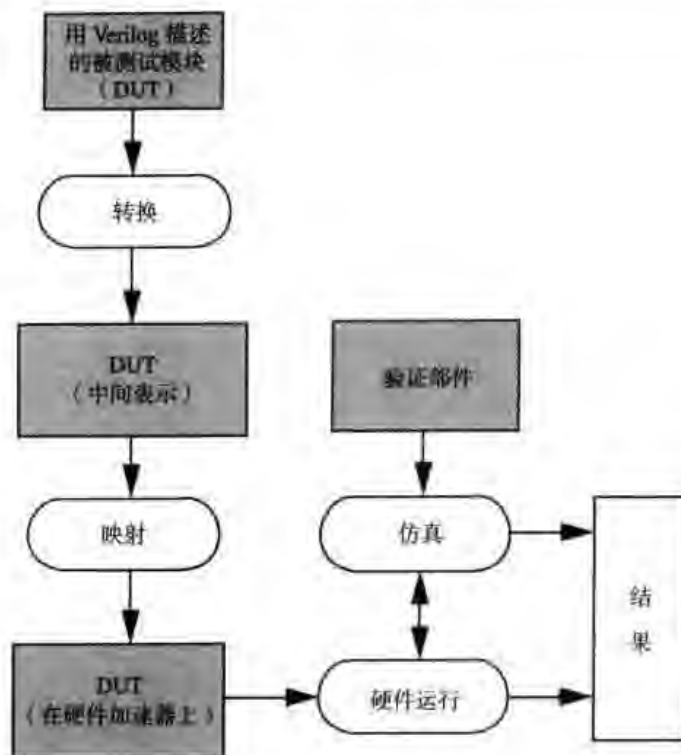 用 Verilog 描述
的被测试模块
（DUT）
转换
DUT
（中间表示）
验证部件
映射
仿真
结
果
DUT
（在硬件加速器上）
硬件运行